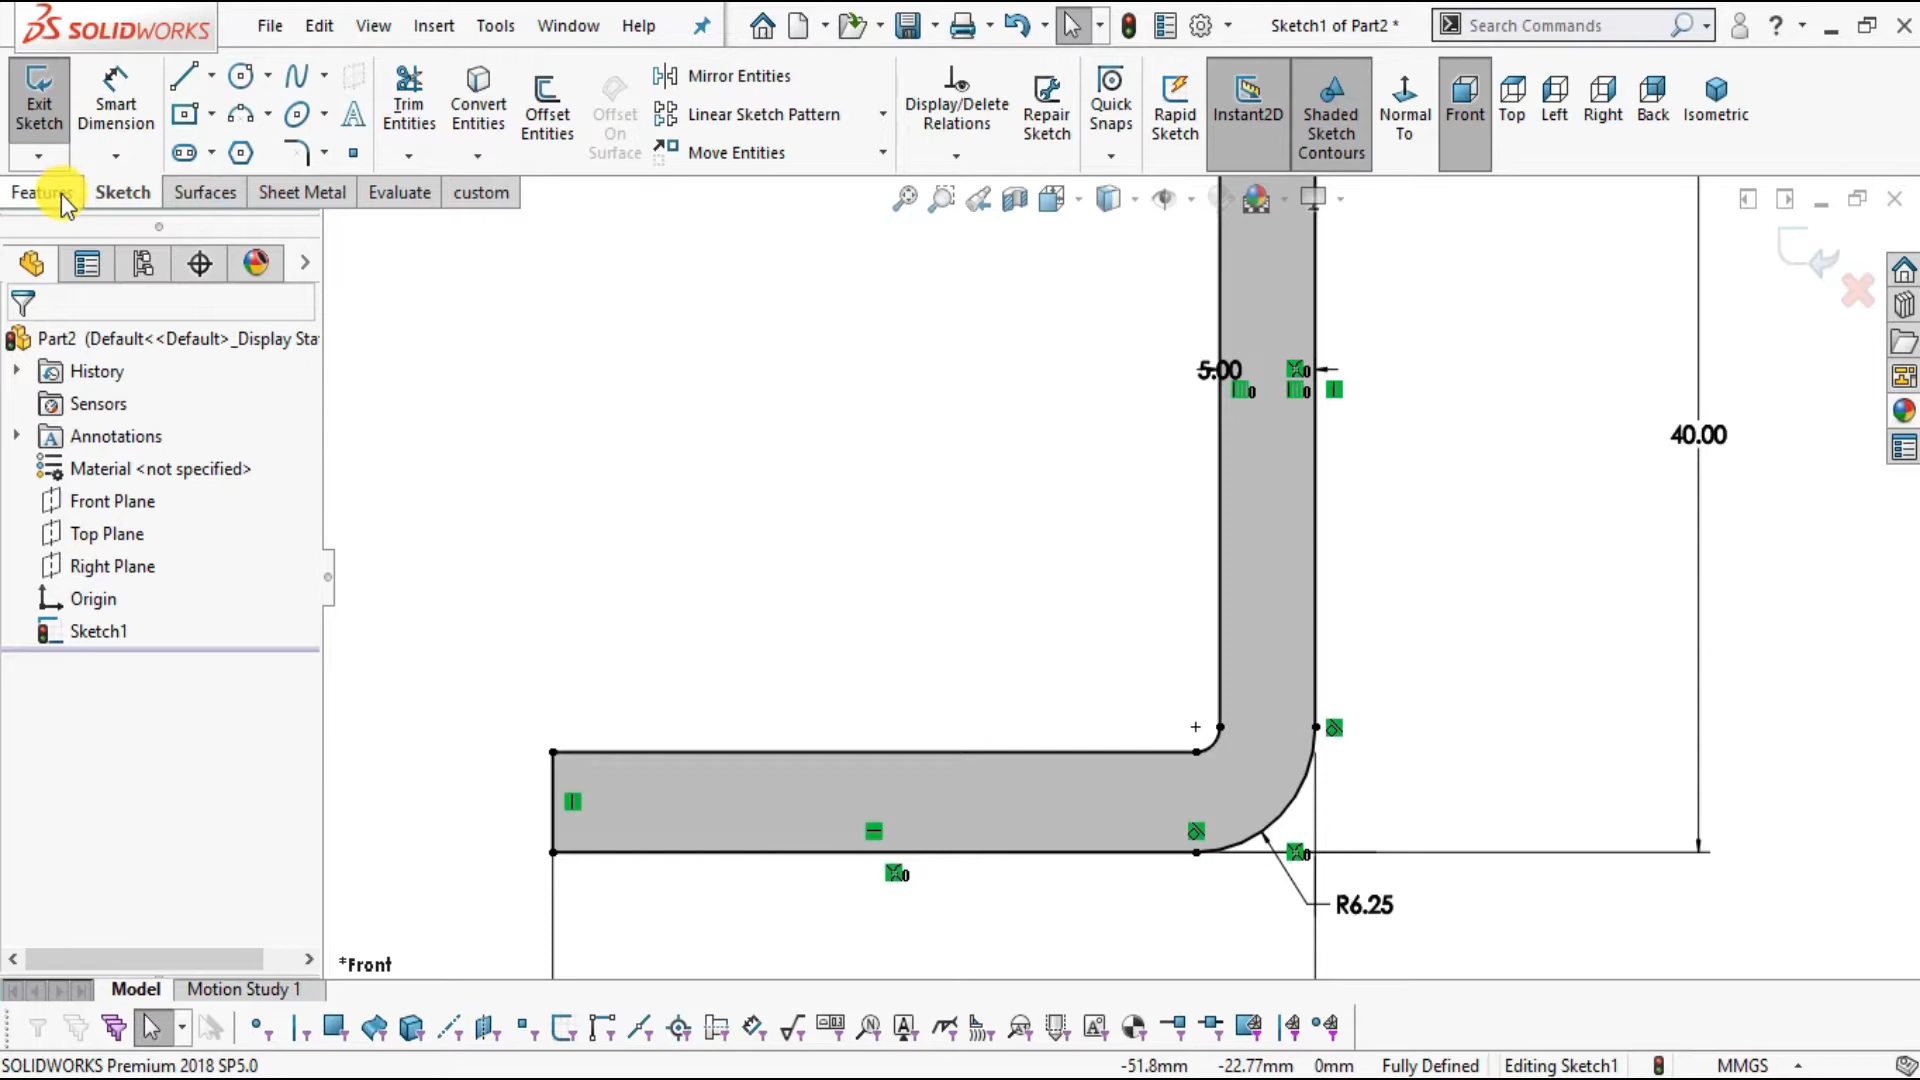 SOLIDWORKS
File
Edit
View
Insert
Tools
Window
Help
Sketch1 of Part2 *
Search Commands
?
Exit Sketch
Smart Dimension
Trim Entities
Convert Entities
Offset Entities
Offset On Surface
Mirror Entities
Linear Sketch Pattern
Move Entities
Display/Delete Relations
Repair Sketch
Quick Snaps
Rapid Sketch
Instant2D
Shaded Sketch Contours
Normal To
Front
Top
Left
Right
Back
Isometric
Features
Sketch
Surfaces
Sheet Metal
Evaluate
custom
Part2 (Default<<Default>_Display Sta
History
Sensors
Annotations
Material <not specified>
Front Plane
Top Plane
Right Plane
Origin
Sketch1
5.00
40.00
R6.25
*Front
Model
Motion Study 1
SOLIDWORKS Premium 2018 SP5.0
-51.8mm
-22.77mm
0mm
Fully Defined
Editing Sketch1
MMGS